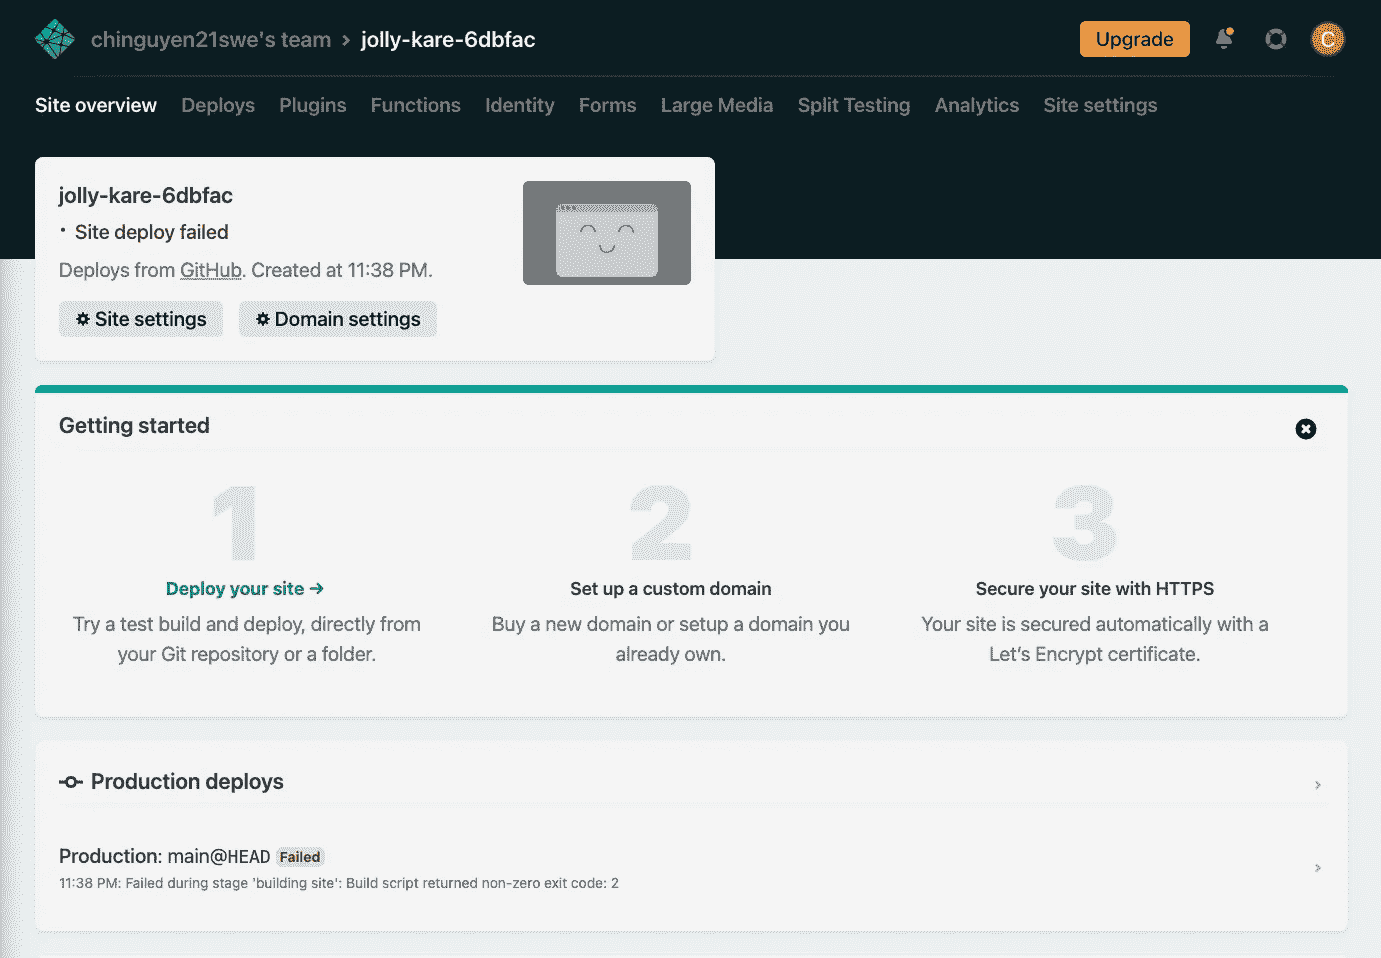 chinguyen21swe's team > jolly-kare-6dbfac
Upgrade
C
Site overview Deploys Plugins Functions Identity Forms Large Media Split Testing Analytics Site settings
jolly-kare-6dbfac
· Site deploy failed
Deploys from GitHub. Created at 11:38 PM.
Site settings Domain settings
Getting started
1
Deploy your site →
Try a test build and deploy, directly from
your Git repository or a folder.
2
Set up a custom domain
Buy a new domain or setup a domain you
already own.
3
Secure your site with HTTPS
Your site is secured automatically with a
Let’s Encrypt certificate.
Production deploys
Production: main@HEAD Failed
11:38 PM: Failed during stage 'building site': Build script returned non-zero exit code: 2